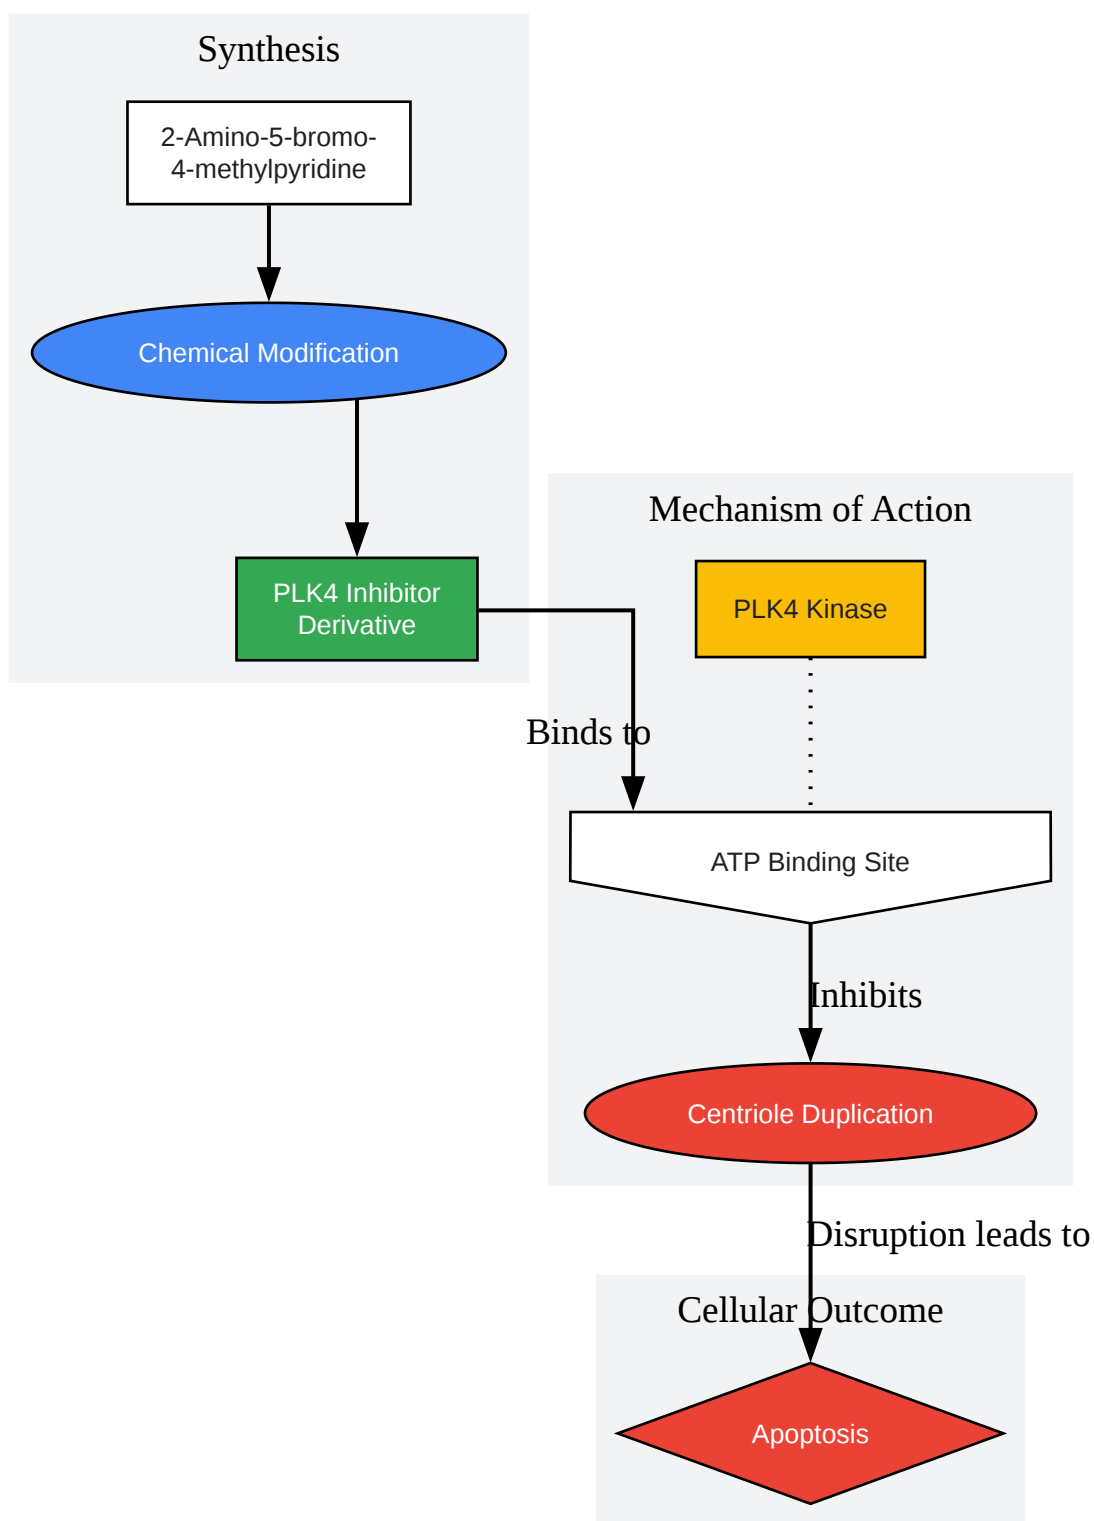 Synthesis
2-Amino-5-bromo-
4-methylpyridine
Chemical Modification
PLK4 Inhibitor
Derivative
Mechanism of Action
PLK4 Kinase
Binds to
ATP Binding Site
Inhibits
Centriole Duplication
Disruption leads to
Cellular Outcome
Apoptosis